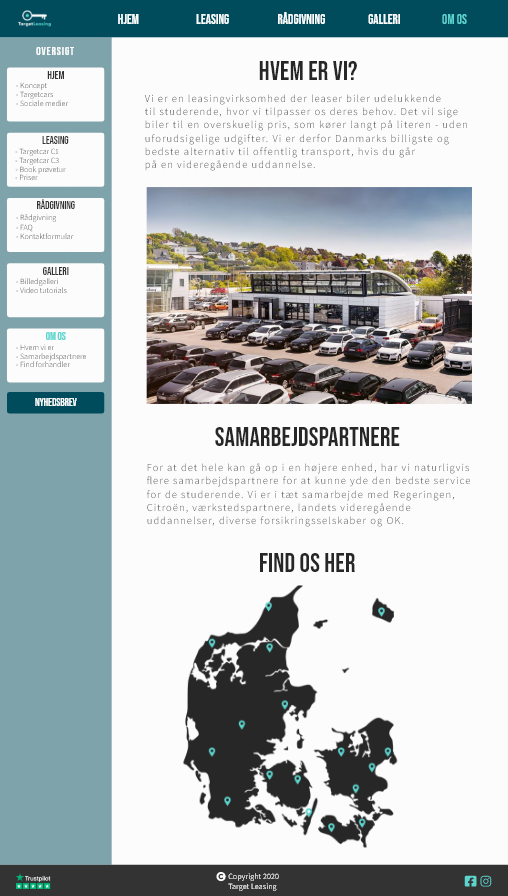 TargetLeasing
HJEM
LEASING
RÅDGIVNING
GALLERI
OM OS
OVERSIGT
HJEM
- Koncept
- Targetcars
- Sociale medier
LEASING
- Targetcar C1
- Targetcar C3
- Book prøvetur
- Priser
RÅDGIVNING
- Rådgivning
- FAQ
- Kontaktformular
GALLERI
- Billedgalleri
- Video tutorials
OM OS
- Hvem vi er
- Samarbejdspartnere
- Find forhandler
NYHEDSBREV
HVEM ER VI?
Vi er en leasingvirksomhed der leaser biler udelukkende
til studerende, hvor vi tilpasser os deres behov. Det vil sige
biler til en overskuelig pris, som kører langt på literen - uden
uforudsigelige udgifter. Vi er derfor Danmarks billigste og
bedste alternativ til offentlig transport, hvis du går
på en videregående uddannelse.
SAMARBEJDSPARTNERE
For at det hele kan gå op i en højere enhed, har vi naturligvis
flere samarbejdspartnere for at kunne yde den bedste service
for de studerende. Vi er i tæt samarbejde med Regeringen,
Citroën, værkstedspartnere, landets videregående
uddannelser, diverse forsikringsselskaber og OK.
FIND OS HER
Trustpilot
C Copyright 2020
Target Leasing